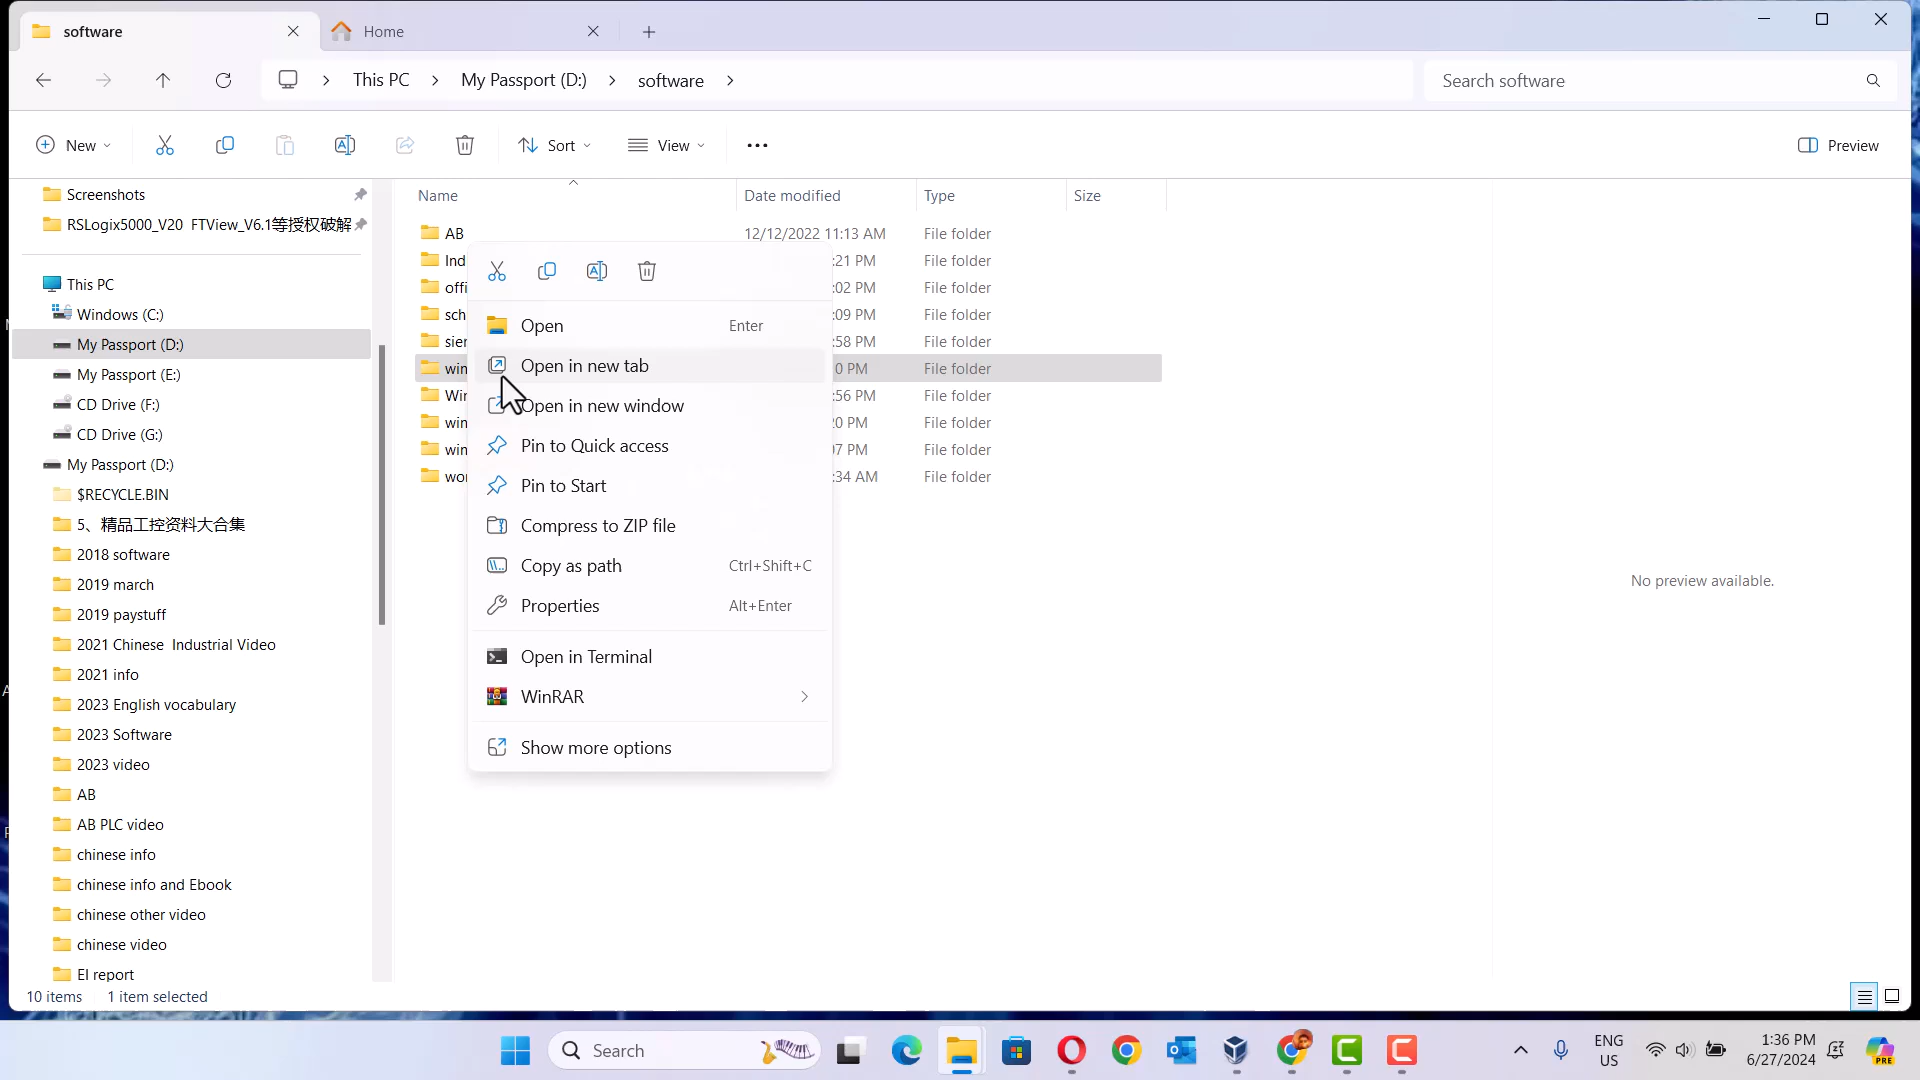 software
Home
This PC
My Passport (D:)
software
Search software
New
Sort
View
Preview
Screenshots
RSLogix5000_V20 FTView_V6.1等授权破解
This PC
Windows (C:)
My Passport (D:)
My Passport (E:)
CD Drive (F:)
CD Drive (G:)
My Passport (D:)
$RECYCLE.BIN
5、精品工控资料大合集
2018 software
2019 march
2019 paystuff
2021 Chinese Industrial Video
2021 info
2023 English vocabulary
2023 Software
2023 video
AB
AB PLC video
chinese info
chinese info and Ebook
chinese other video
chinese video
EI report
Name Date modified Type Size
AB 12/12/2022 11:13 AM File folder
Ind :21 PM File folder
offi :02 PM File folder
sch :09 PM File folder
sier :58 PM File folder
win 0 PM File folder
Win :56 PM File folder
win :20 PM File folder
win 07 PM File folder
wor :34 AM File folder
Open Enter
Open in new tab
Open in new window
Pin to Quick access
Pin to Start
Compress to ZIP file
Copy as path Ctrl+Shift+C
Properties Alt+Enter
Open in Terminal
WinRAR
Show more options
No preview available.
10 items 1 item selected
Search
ENG
US
1:36 PM
6/27/2024
PRE